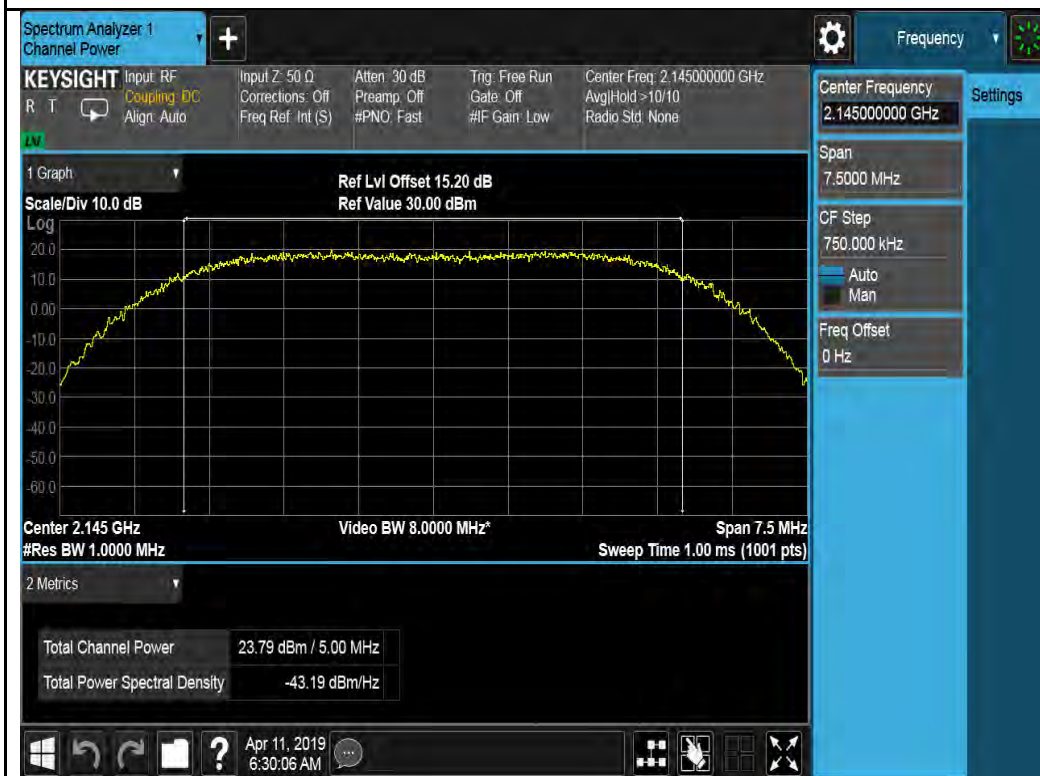 Spectrum Analyzer 1
Channel Power
+
Frequency
KEYSIGHT
R T
LNI
Input: RF
Coupling: DC
Align: Auto
Input Z: 50 Ω
Corrections: Off
Freq Ref: Int (S)
Atten: 30 dB
Preamp: Off
#PNO: Fast
Trig: Free Run
Gate: Off
#IF Gain: Low
Center Freq: 2.145000000 GHz
Avg|Hold >10/10
Radio Std: None
Center Frequency
2.145000000 GHz
Settings
Span
7.5000 MHz
CF Step
750.000 kHz
Auto
Man
Freq Offset
0 Hz
1 Graph
Ref Lvl Offset 15.20 dB
Scale/Div 10.0 dB
Ref Value 30.00 dBm
Log
20.0
10.0
0.00
-10.0
-20.0
-30.0
-40.0
-50.0
-60.0
Center 2.145 GHz
Video BW 8.0000 MHz*
Span 7.5 MHz
#Res BW 1.0000 MHz
Sweep Time 1.00 ms (1001 pts)
2 Metrics
Total Channel Power 23.79 dBm / 5.00 MHz
Total Power Spectral Density -43.19 dBm/Hz
?
Apr 11, 2019
6:30:06 AM